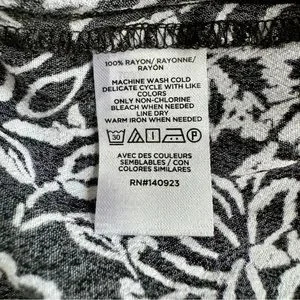 100% RAYON/ RAYONNE/
RAYÓN
MACHINE WASH COLD
DELICATE CYCLE WITH LIKE
COLORS
ONLY NON-CHLORINE
BLEACH WHEN NEEDED
LINE DRY
WARM IRON WHEN NEEDED
30 P
AVEC DES COULEURS
SEMBLABLES / CON
COLORES SIMILARES
RN#140923